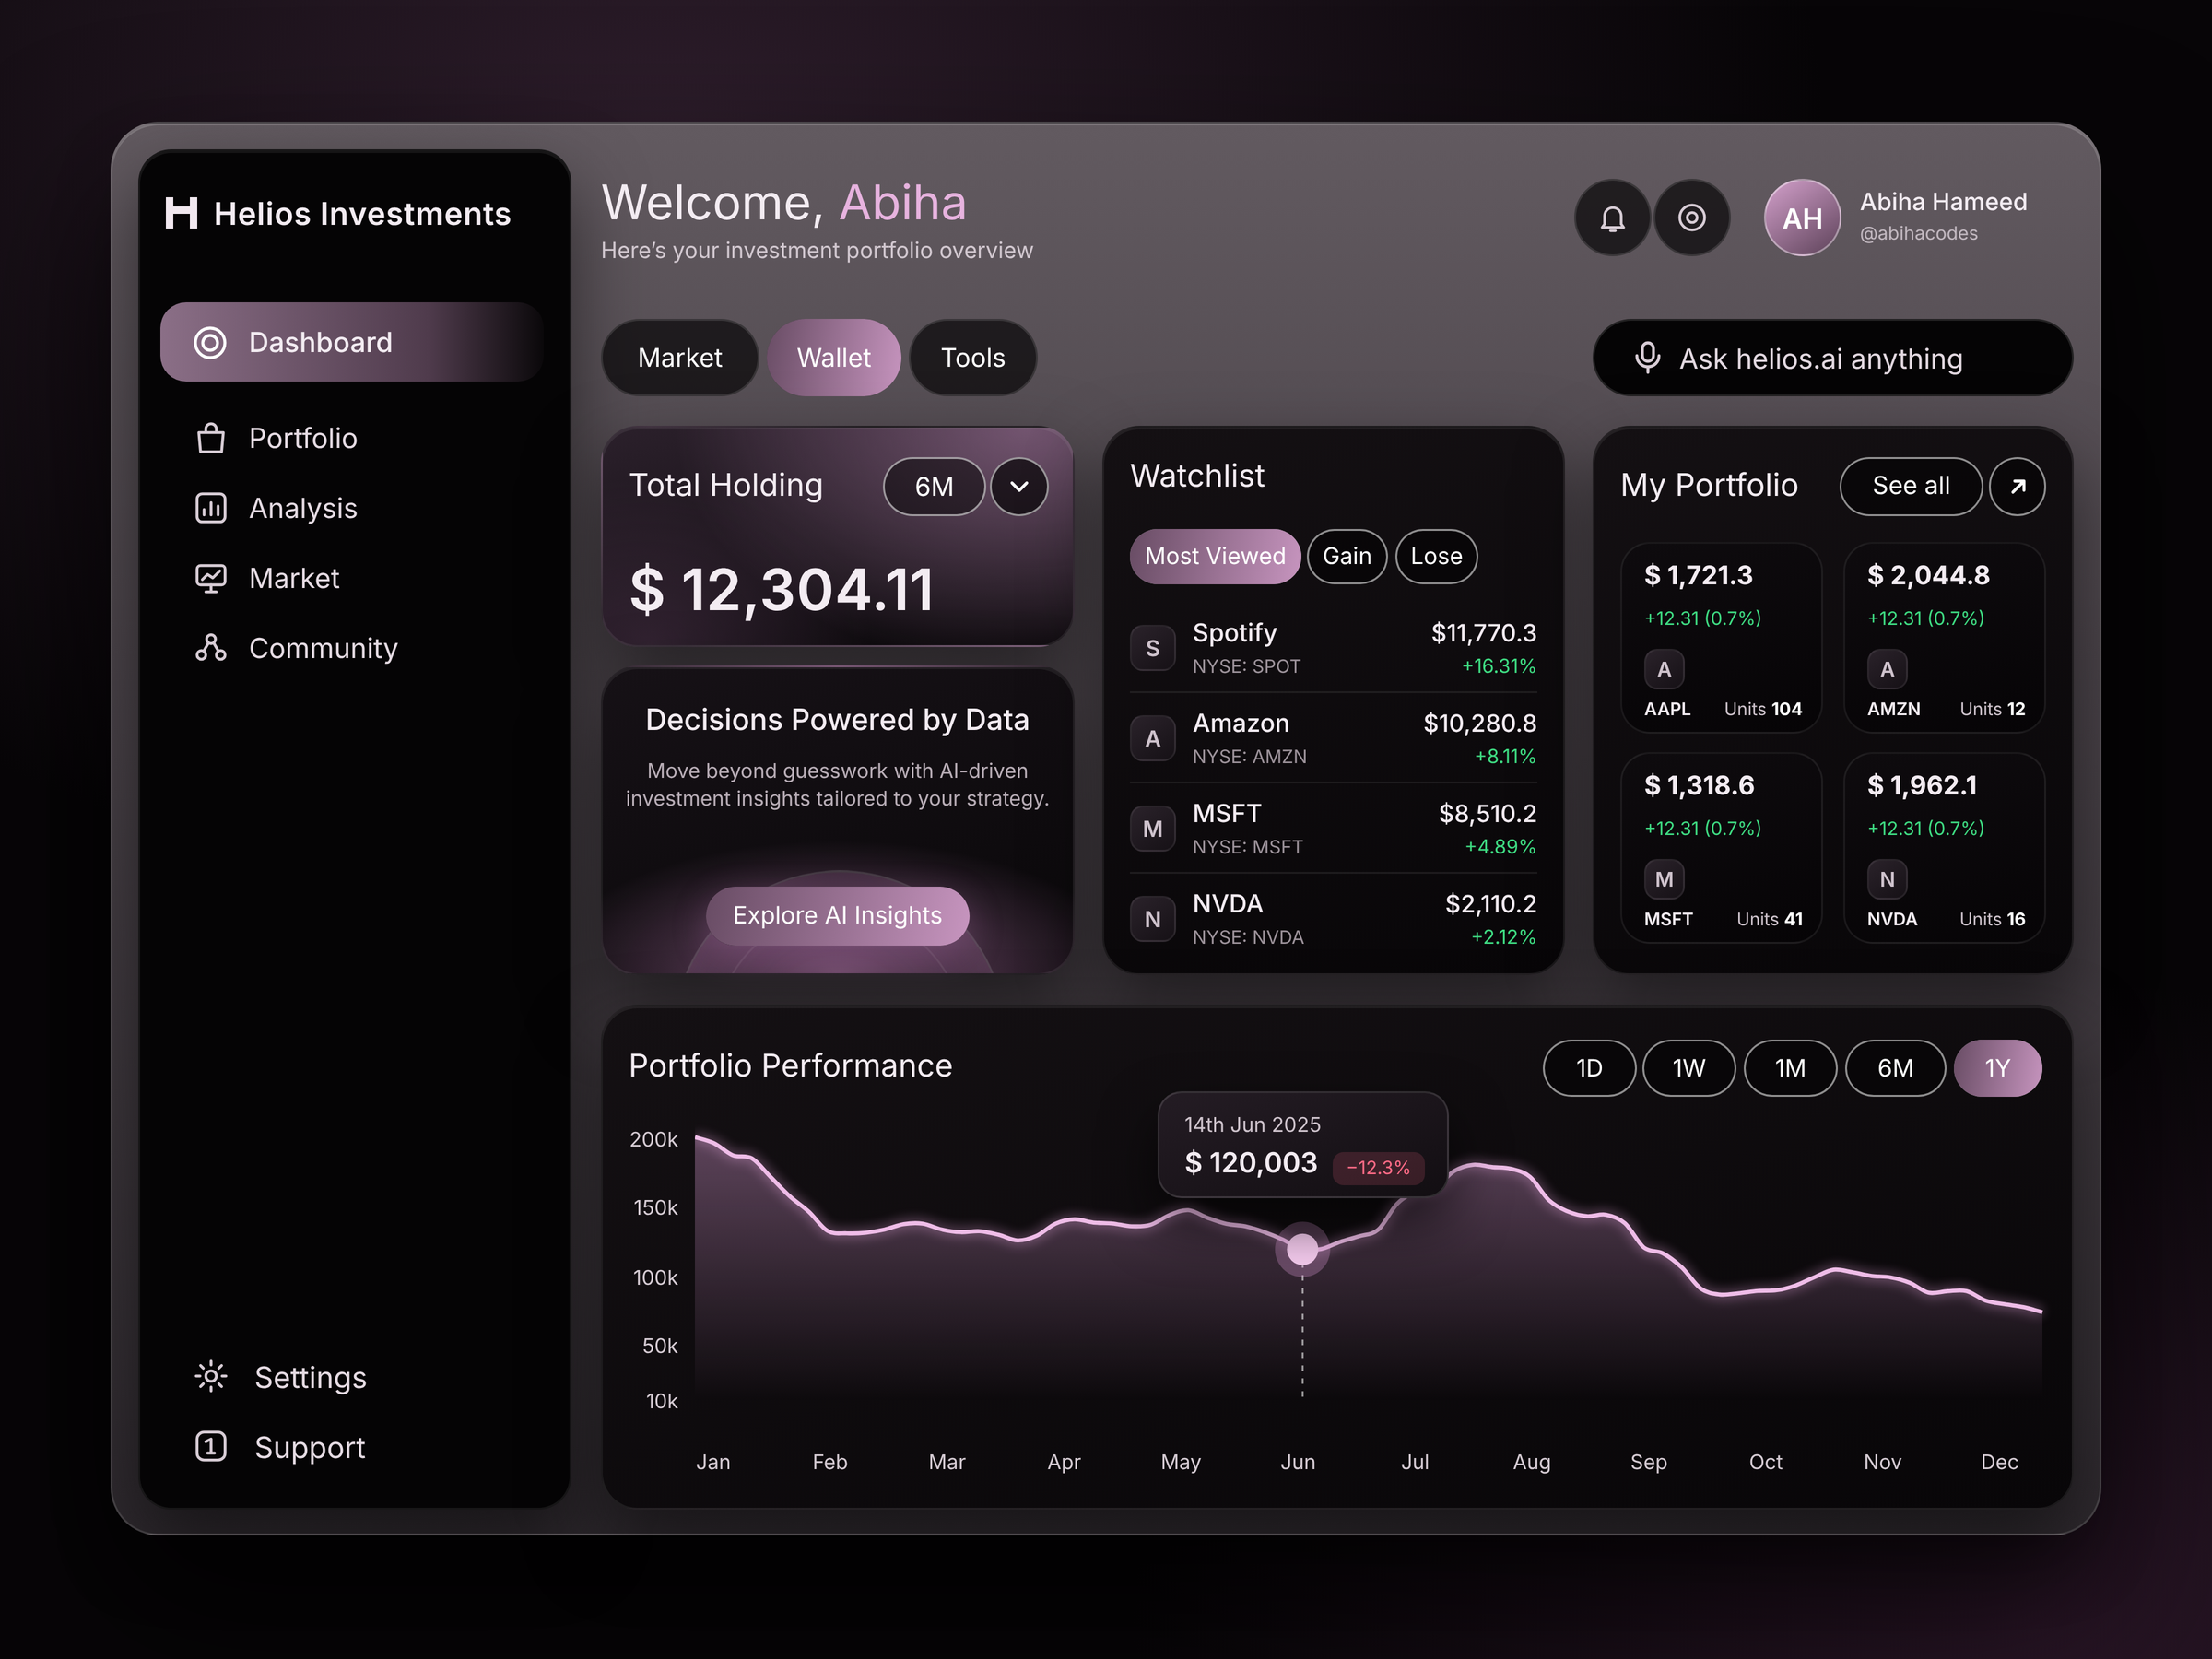 Helios Investments
Dashboard
Portfolio
Analysis
Market
Community
Settings
1
Support
Welcome, Abiha
Here’s your investment portfolio overview
AH
Abiha Hameed
@abihacodes
Market
Wallet
Tools
Ask helios.ai anything
Total Holding
6M
$ 12,304.11
Decisions Powered by Data
Move beyond guesswork with AI-driven
investment insights tailored to your strategy.
Explore AI Insights
Watchlist
Most Viewed
Gain
Lose
S
Spotify
$11,770.3
NYSE: SPOT
+16.31%
A
Amazon
$10,280.8
NYSE: AMZN
+8.11%
M
MSFT
$8,510.2
NYSE: MSFT
+4.89%
N
NVDA
$2,110.2
NYSE: NVDA
+2.12%
My Portfolio
See all
$ 1,721.3
+12.31 (0.7%)
A
AAPL
Units 104
$ 2,044.8
+12.31 (0.7%)
A
AMZN
Units 12
$ 1,318.6
+12.31 (0.7%)
M
MSFT
Units 41
$ 1,962.1
+12.31 (0.7%)
N
NVDA
Units 16
Portfolio Performance
1D
1W
1M
6M
1Y
14th Jun 2025
$ 120,003
−12.3%
200k
150k
100k
50k
10k
Jan
Feb
Mar
Apr
May
Jun
Jul
Aug
Sep
Oct
Nov
Dec